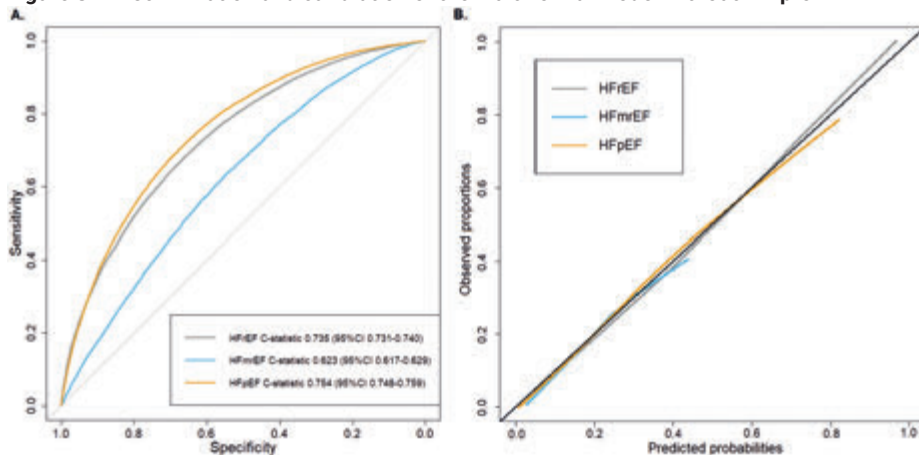 A.
B.
1.0
0.8
0.6
0.4
0.2
0.0
Sensitivity
HFrEF C-statistic 0.735 (95%CI 0.731-0.740)
HFmrEF C-statistic 0.623 (95%CI 0.617-0.629)
HFpEF C-statistic 0.754 (95%CI 0.748-0.759)
1.0 0.8 0.6 0.4 0.2 0.0
Specificity
1.0
0.8
0.6
0.4
0.2
0.0
Observed proportions
HFrEF
HFmrEF
HFpEF
0.0 0.2 0.4 0.6 0.8 1.0
Predicted probabilities